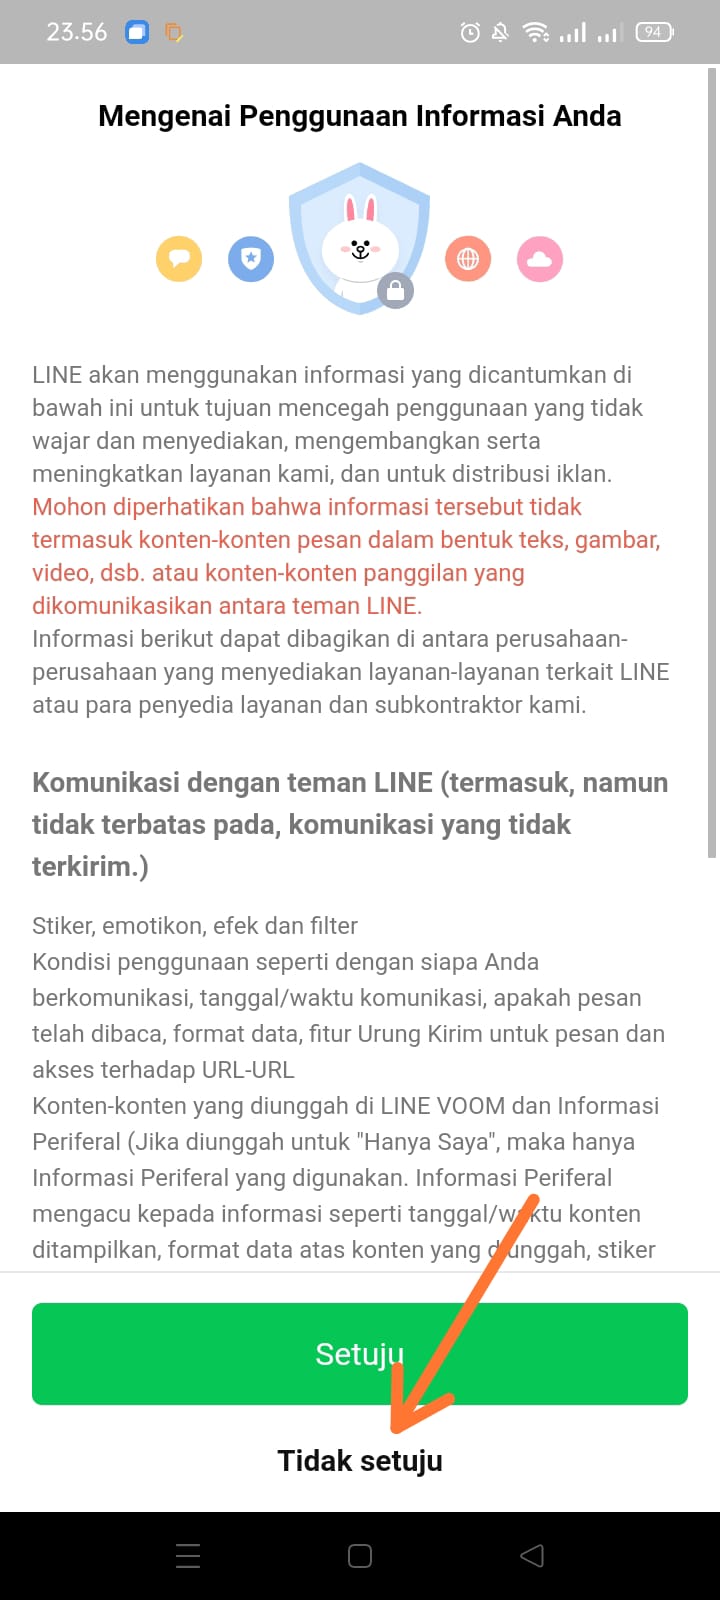 23.56
94
Mengenai Penggunaan Informasi Anda
LINE akan menggunakan informasi yang dicantumkan di
bawah ini untuk tujuan mencegah penggunaan yang tidak
wajar dan menyediakan, mengembangkan serta
meningkatkan layanan kami, dan untuk distribusi iklan.
Mohon diperhatikan bahwa informasi tersebut tidak
termasuk konten-konten pesan dalam bentuk teks, gambar,
video, dsb. atau konten-konten panggilan yang
dikomunikasikan antara teman LINE.
Informasi berikut dapat dibagikan di antara perusahaan-
perusahaan yang menyediakan layanan-layanan terkait LINE
atau para penyedia layanan dan subkontraktor kami.
Komunikasi dengan teman LINE (termasuk, namun
tidak terbatas pada, komunikasi yang tidak
terkirim.)
Stiker, emotikon, efek dan filter
Kondisi penggunaan seperti dengan siapa Anda
berkomunikasi, tanggal/waktu komunikasi, apakah pesan
telah dibaca, format data, fitur Urung Kirim untuk pesan dan
akses terhadap URL-URL
Konten-konten yang diunggah di LINE VOOM dan Informasi
Periferal (Jika diunggah untuk "Hanya Saya", maka hanya
Informasi Periferal yang digunakan. Informasi Periferal
mengacu kepada informasi seperti tanggal/waktu konten
ditampilkan, format data atas konten yang diunggah, stiker
Setuju
Tidak setuju